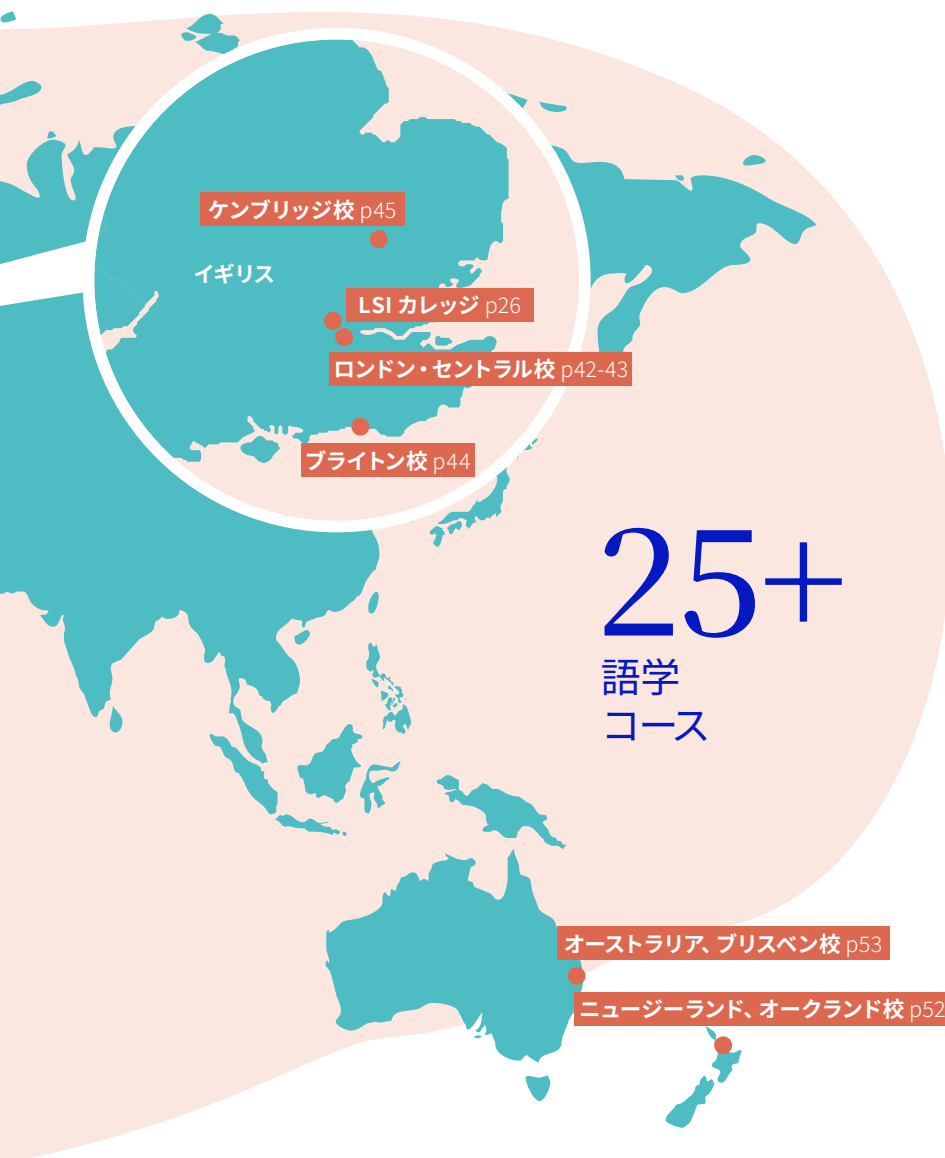 ケンブリッジ校 p45
イギリス
LSI カレッジ p26
ロンドン・セントラル校 p42-43
ブライトン校 p44
25+
語学
コース
オーストラリア、ブリスベン校 p53
ニュージーランド、オークランド校 p52